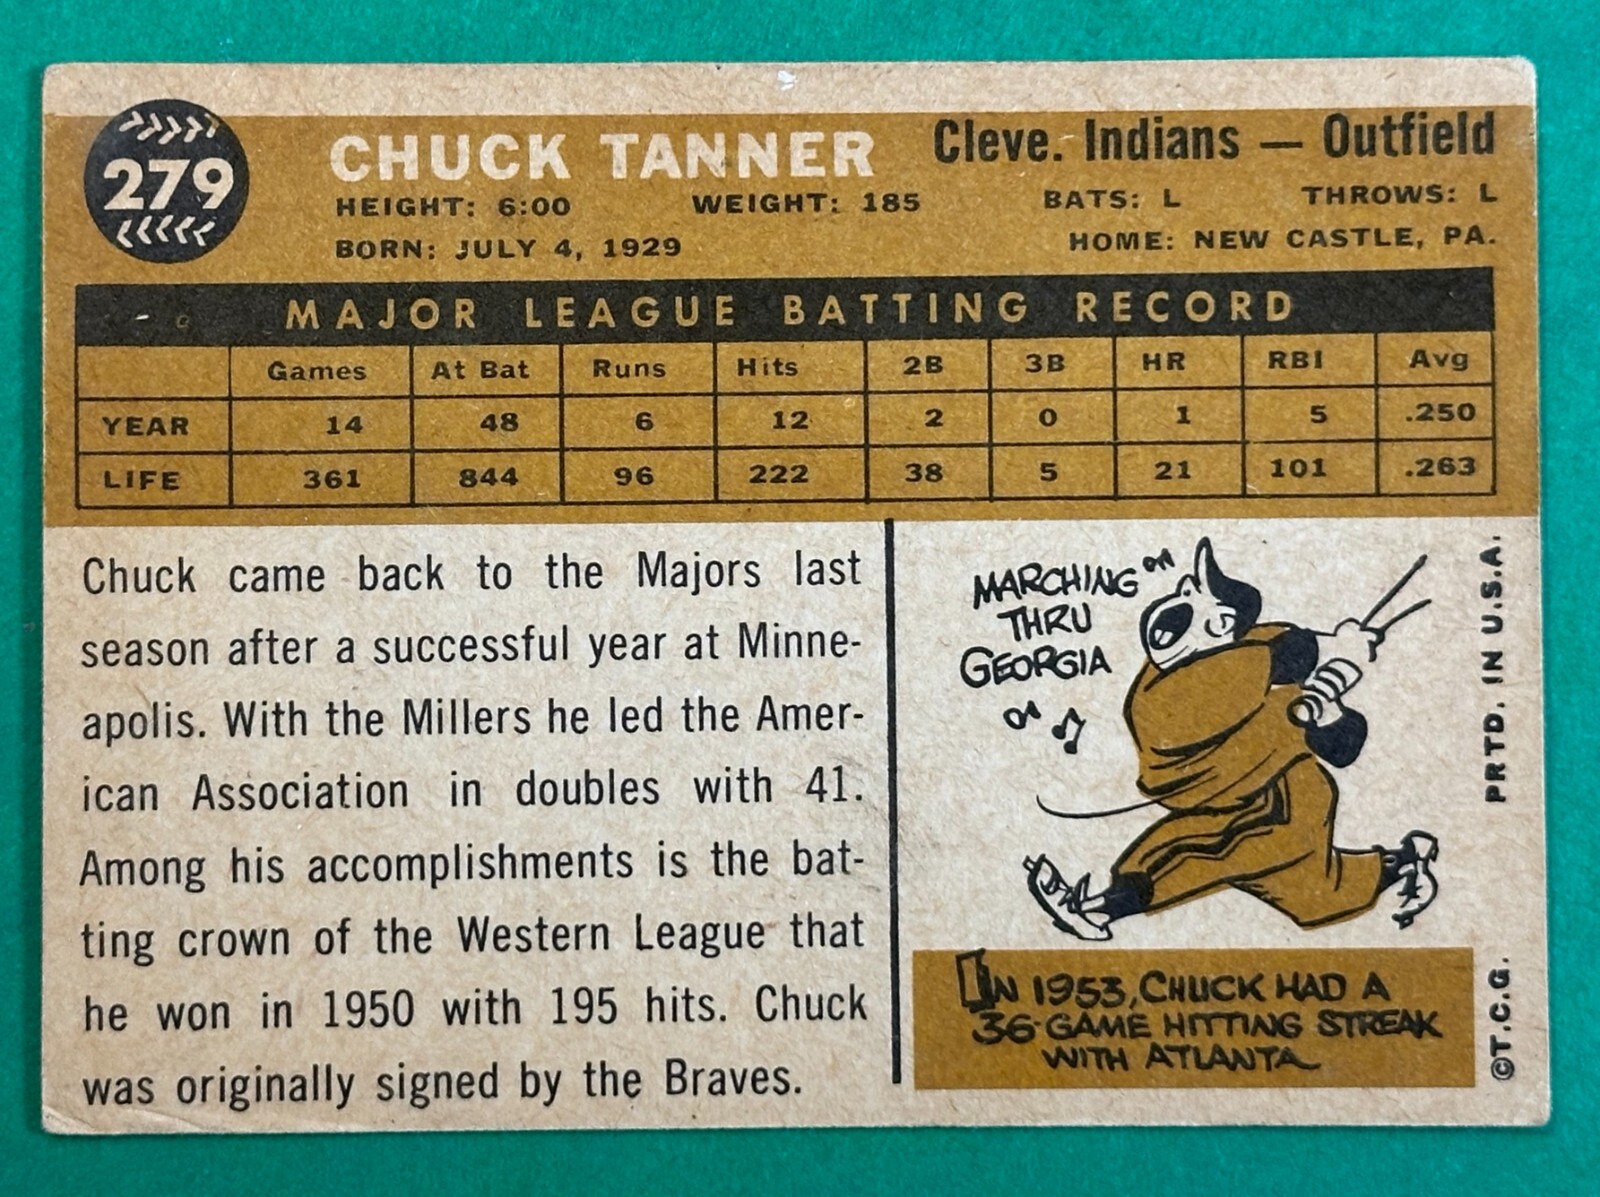 279
CHUCK TANNER
Cleve. Indians — Outfield
HEIGHT: 6:00 WEIGHT: 185 BATS: L THROWS: L
BORN: JULY 4, 1929 HOME: NEW CASTLE, PA.
MAJOR LEAGUE BATTING RECORD
Games At Bat Runs Hits 2B 3B HR RBI Avg
YEAR 14 48 6 12 2 0 1 5 .250
LIFE 361 844 96 222 38 5 21 101 .263
Chuck came back to the Majors last
season after a successful year at Minne-
apolis. With the Millers he led the Amer-
ican Association in doubles with 41.
Among his accomplishments is the bat-
ting crown of the Western League that
he won in 1950 with 195 hits. Chuck
was originally signed by the Braves.
MARCHING
THRU
GEORGIA
IN 1953, CHUCK HAD A
36-GAME HITTING STREAK
WITH ATLANTA
PRTD. IN U.S.A.
©T.C.G.